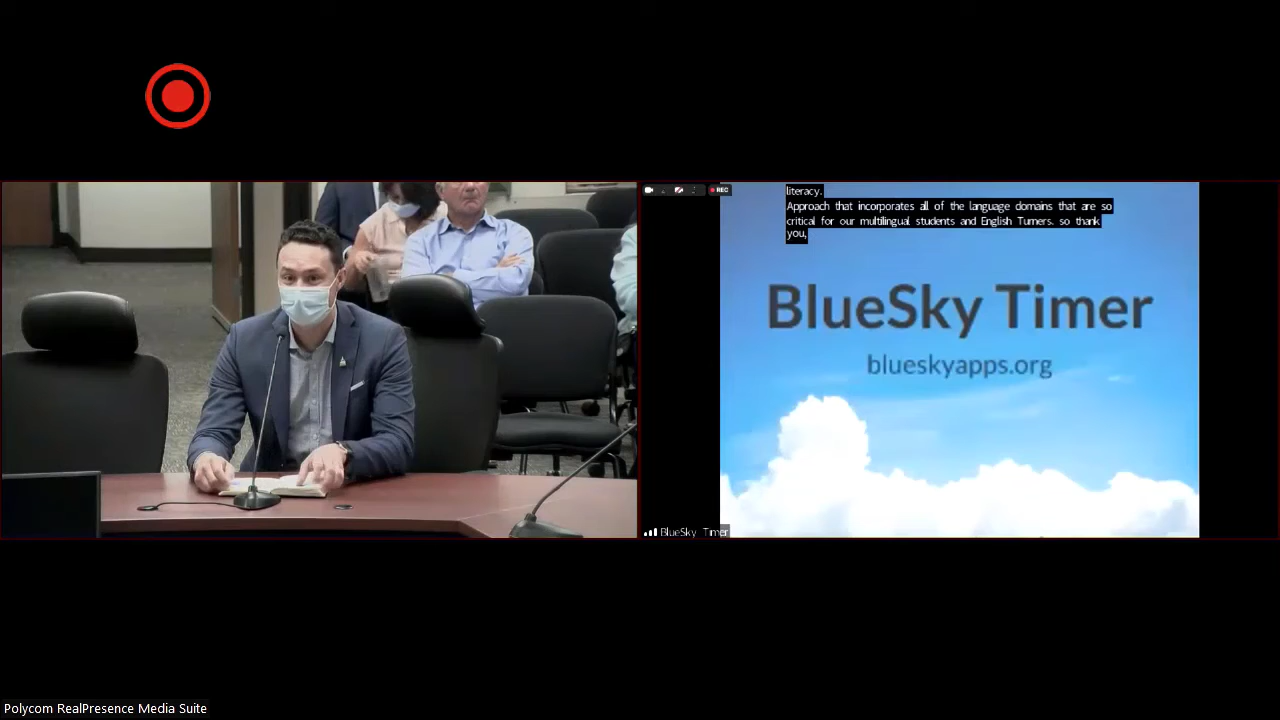 REC
literacy.
Approach that incorporates all of the language domains that are so
critical for our multilingual students and English Turners. so thank
you,
BlueSky Timer
blueskyapps.org
BlueSky Timer
Polycom RealPresence Media Suite